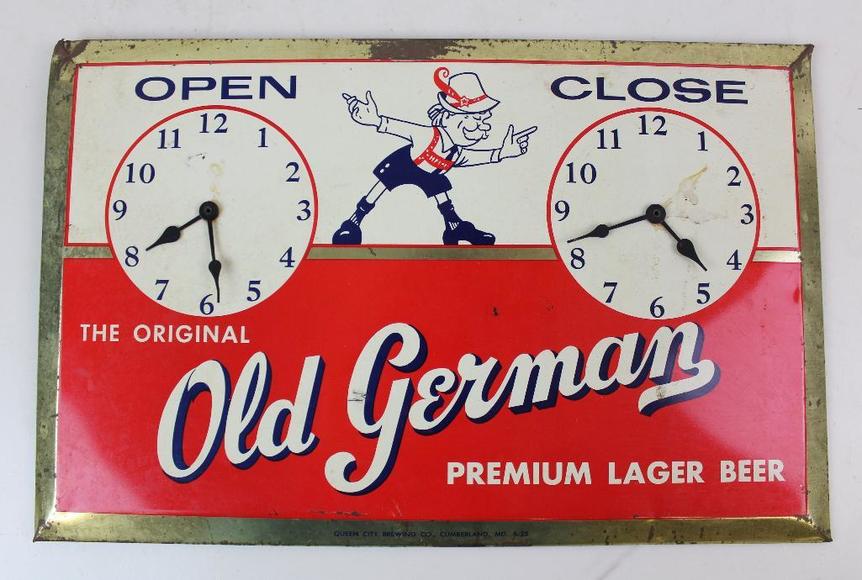 OPEN
CLOSE
12
11 1
10 2
9 3
8 4
7 5
6
12
11 1
10 2
9 3
8 4
7 5
6
THE ORIGINAL
Old German
PREMIUM LAGER BEER
QUEEN CITY BREWING CO., CUMBERLAND, MD.